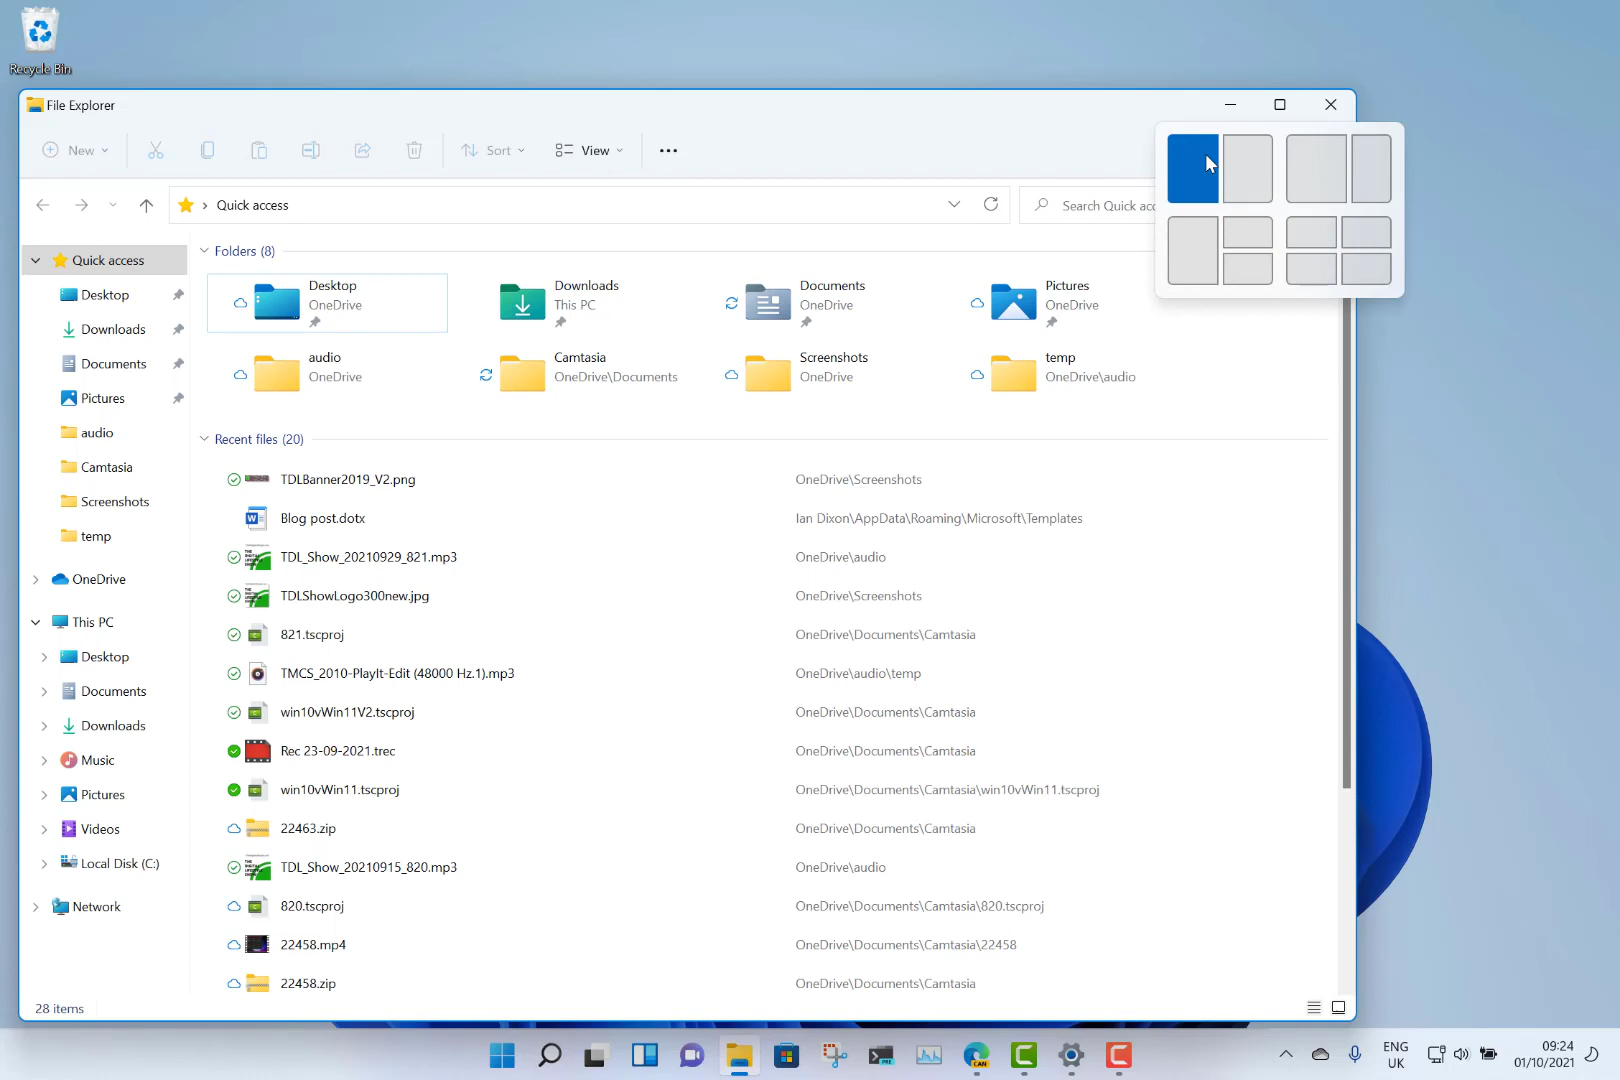 Recycle Bin
File Explorer
New
Sort
View
Quick access
Search Quick acc
Quick access
Desktop
Downloads
Documents
Pictures
audio
Camtasia
Screenshots
temp
OneDrive
This PC
Desktop
Documents
Downloads
Music
Pictures
Videos
Local Disk (C:)
Network
Folders (8)
Desktop
OneDrive
Downloads
This PC
Documents
OneDrive
Pictures
OneDrive
audio
OneDrive
Camtasia
OneDrive\Documents
Screenshots
OneDrive
temp
OneDrive\audio
Recent files (20)
TDLBanner2019_V2.png OneDrive\Screenshots
Blog post.dotx Ian Dixon\AppData\Roaming\Microsoft\Templates
TDL_Show_20210929_821.mp3 OneDrive\audio
TDLShowLogo300new.jpg OneDrive\Screenshots
821.tscproj OneDrive\Documents\Camtasia
TMCS_2010-PlayIt-Edit (48000 Hz.1).mp3 OneDrive\audio\temp
win10vWin11V2.tscproj OneDrive\Documents\Camtasia
Rec 23-09-2021.trec OneDrive\Documents\Camtasia
win10vWin11.tscproj OneDrive\Documents\Camtasia\win10vWin11.tscproj
22463.zip OneDrive\Documents\Camtasia
TDL_Show_20210915_820.mp3 OneDrive\audio
820.tscproj OneDrive\Documents\Camtasia\820.tscproj
22458.mp4 OneDrive\Documents\Camtasia\22458
22458.zip OneDrive\Documents\Camtasia
28 items
PRE
CAN
ENG
UK
09:24
01/10/2021